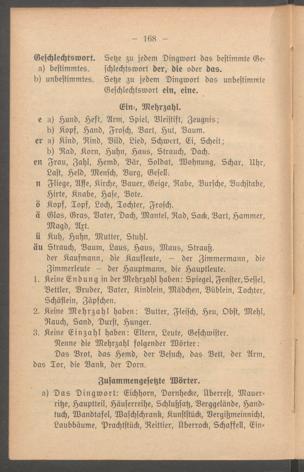 – 168 –
Geschlechtswort. Setze zu jedem Dingwort das bestimmte Ge-
a) bestimmtes. schlechtswort der, die oder das.
b) unbestimmtes. Setze zu jedem Dingwort das unbestimmte
Geschlechtswort ein, eine.
Ein-, Mehrzahl.
e a) Hund, Heft, Arm, Spiel, Bleistift, Zeugnis;
b) Kopf, Hand, Frosch, Bart, Hut, Baum.
er a) Kind, Rind, Bild, Lied, Schwert, Ei, Scheit;
b) Rad, Korn, Huhn, Haus, Strauch, Dach.
en Frau, Zahl, Hemd, Bär, Soldat, Wohnung, Schar, Uhr,
Last, Held, Mensch, Burg, Gesell.
n Fliege, Affe, Kirche, Bauer, Geige, Rabe, Bursche, Buchstabe,
Hirte, Knabe, Hase, Bote.
ö Kopf, Topf, Loch, Tochter, Frosch.
ä Glas, Gras, Vater, Dach, Mantel, Rad, Sack, Bart, Hammer,
Magd, Arzt.
ü Kuh, Huhn, Mutter, Stuhl.
äu Strauch, Baum, Laus, Haus, Maus, Strauß.
der Kaufmann, die Kaufleute, – der Zimmermann, die
Zimmerleute – der Hauptmann, die Hauptleute.
1. Keine Endung in der Mehrzahl haben: Spiegel, Fenster, Sessel,
Bettler, Bruder, Vater, Kindlein, Mädchen, Büblein, Tochter,
Schäflein, Zäpfchen.
2. Keine Mehrzahl haben: Butter, Fleisch, Heu, Obst, Mehl,
Rauch, Sand, Durst, Hunger.
3. Keine Einzahl haben: Eltern, Leute, Geschwister.
Nenne die Mehrzahl folgender Wörter:
Das Brot, das Hemd, der Besuch, das Bett, der Arm,
das Tor, die Bank, der Dorn.
Zusammengesetzte Wörter.
a) Das Dingwort: Eichhorn, Dornhecke, Überrest, Mauer-
ritze, Hauptteil, Häuserreihe, Schlußsatz, Berggelände, Hand-
tuch, Wandtafel, Waschschrank, Kunststück, Vergißmeinnicht,
Laubbäume, Prachtstück, Reittier, Überrock, Schaffell, Ein-